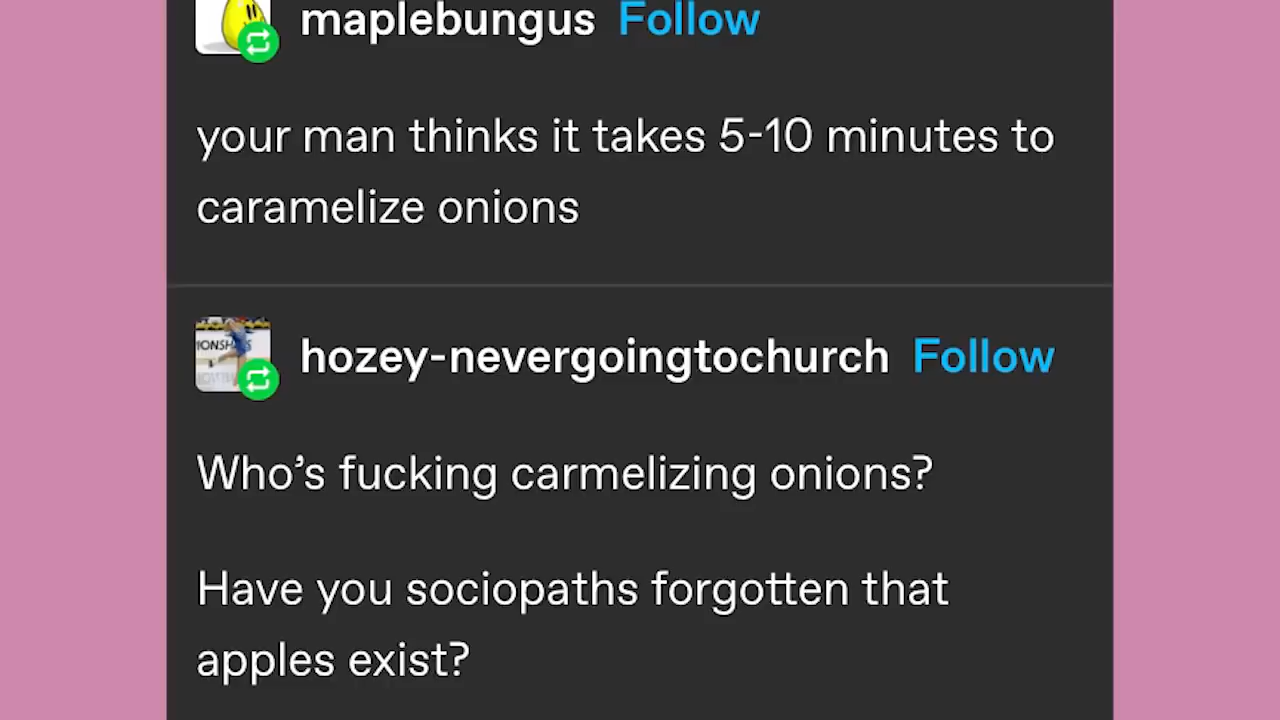 maplebungus Follow
your man thinks it takes 5-10 minutes to
caramelize onions
IONSH S
hozey-nevergoingtochurch Follow
Who’s fucking carmelizing onions?
Have you sociopaths forgotten that
apples exist?